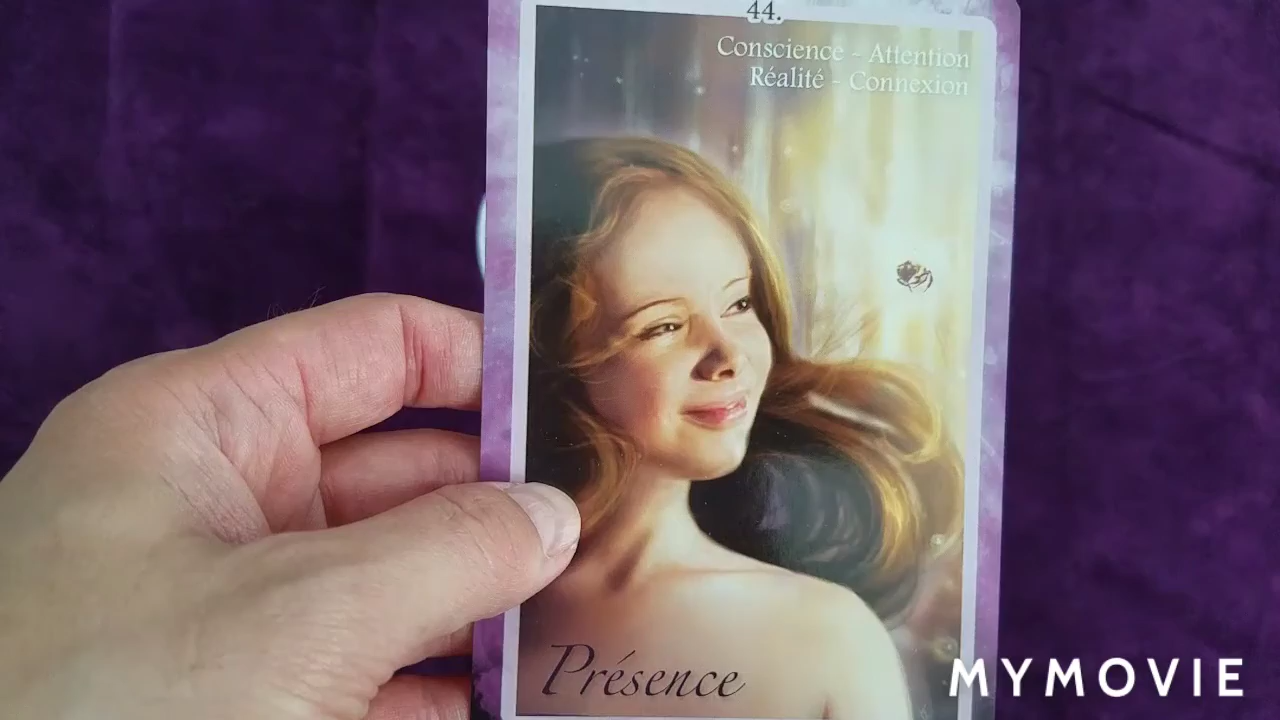 44.
Conscience - Attention
Réalité - Connexion
Présence
MYMOVIE